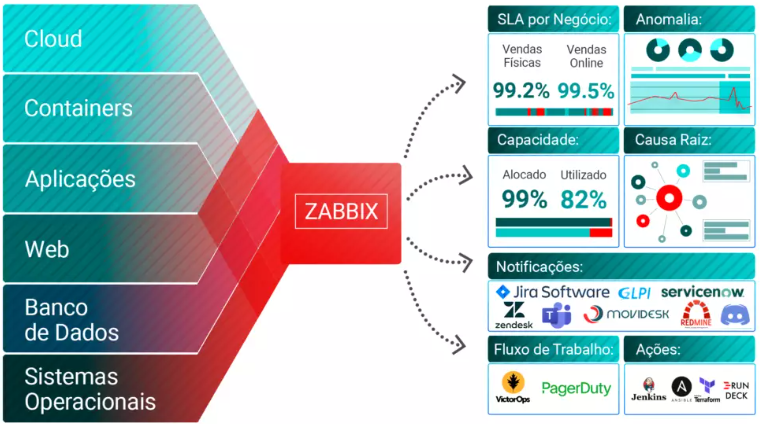 Cloud
Containers
Aplicações
Web
Banco
de Dados
Sistemas
Operacionais
ZABBIX
SLA por Negócio:
Vendas
Físicas
Vendas
Online
99.2%
99.5%
Anomalia:
Capacidade:
Alocado
Utilizado
99%
82%
Causa Raiz:
Notificações:
Jira Software
GLPI
servicenow.
zendesk
MOVIDESK
REDMINE
Fluxo de Trabalho:
VictorOps
PagerDuty
Ações:
Jenkins
ANSIBLE
Terraform
RUN
DECK